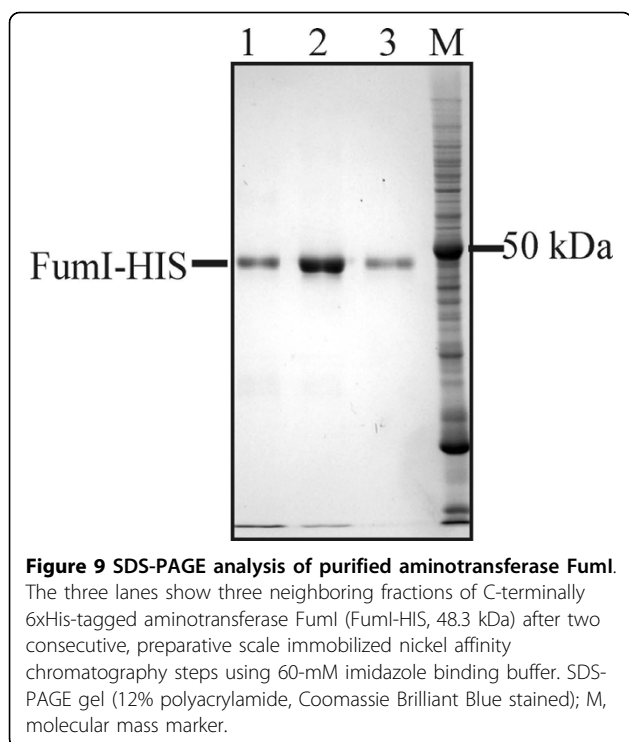 1 2 3 M
FumI-HIS
50 kDa
Figure 9 SDS-PAGE analysis of purified aminotransferase FumI.
The three lanes show three neighboring fractions of C-terminally
6xHis-tagged aminotransferase FumI (FumI-HIS, 48.3 kDa) after two
consecutive, preparative scale immobilized nickel affinity
chromatography steps using 60-mM imidazole binding buffer. SDS-
PAGE gel (12% polyacrylamide, Coomassie Brilliant Blue stained); M,
molecular mass marker.